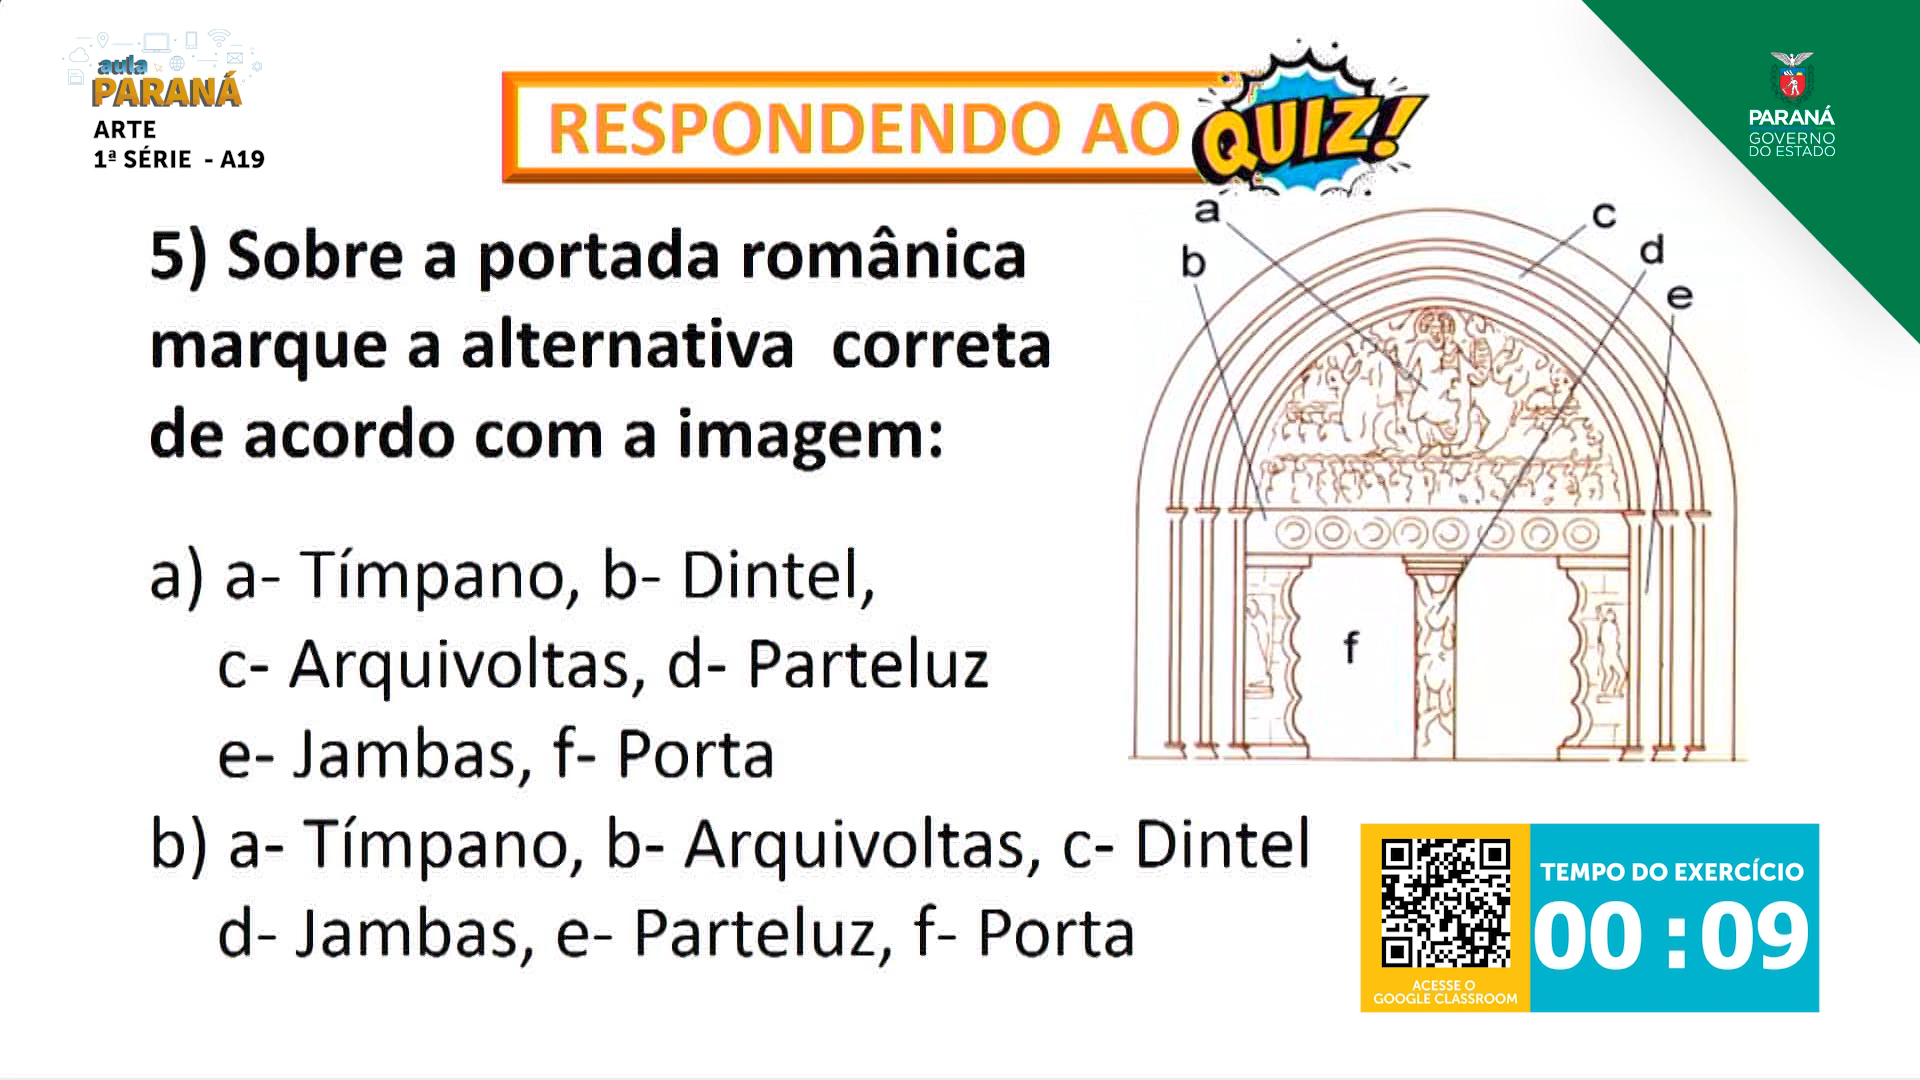 aula
PARANÁ
ARTE
1ª SÉRIE - A19
RESPONDENDO AO
QUIZ!
PARANÁ
GOVERNO
DO ESTADO
5) Sobre a portada românica
marque a alternativa correta
de acordo com a imagem:
a) a- Tímpano, b- Dintel,
c- Arquivoltas, d- Parteluz
e- Jambas, f- Porta
b) a- Tímpano, b- Arquivoltas, c- Dintel
d- Jambas, e- Parteluz, f- Porta
a
b
c
d
e
f
TEMPO DO EXERCÍCIO
00:09
ACESSE O
GOOGLE CLASSROOM